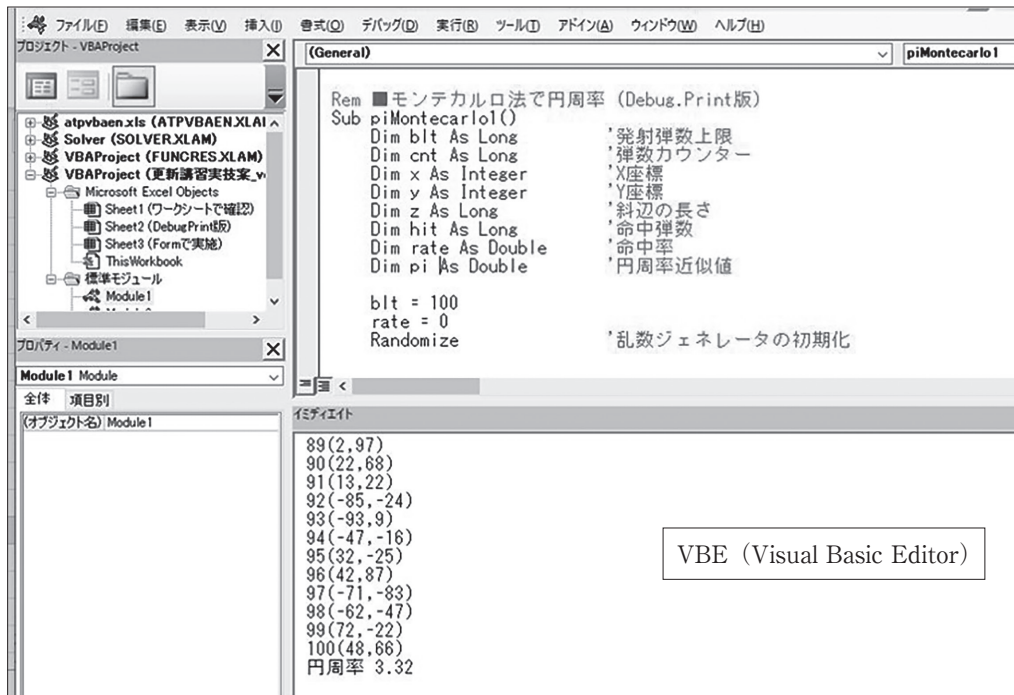 ファイル(F) 編集(E) 表示(V) 挿入(I) 書式(O) デバッグ(D) 実行(R) ツール(T) アドイン(A) ウィンドウ(W) ヘルプ(H)
プロジェクト - VBAProject
atpvbaen.xls (ATPVBAEN.XLAI
Solver (SOLVER.XLAM)
VBAProject (FUNCRES.XLAM)
VBAProject (更新講習実技案_v
Microsoft Excel Objects
Sheet1 (ワークシートで確認)
Sheet2 (DebugPrint版)
Sheet3 (Formで実施)
ThisWorkbook
標準モジュール
Module1
プロパティ - Module1
Module1 Module
全体 項目別
(オブジェクト名) Module1
(General)
piMontecarlo1
Rem ■モンテカルロ法で円周率 (Debug.Print版)
Sub piMontecarlo1()
Dim blt As Long '発射弾数上限
Dim cnt As Long '弾数カウンター
Dim x As Integer 'X座標
Dim y As Integer 'Y座標
Dim z As Long '斜辺の長さ
Dim hit As Long '命中弾数
Dim rate As Double '命中率
Dim pi As Double '円周率近似値
blt = 100
rate = 0
Randomize '乱数ジェネレータの初期化
イミディエイト
89(2,97)
90(22,68)
91(13,22)
92(-85,-24)
93(-93,9)
94(-47,-16)
95(32,-25)
96(42,87)
97(-71,-83)
98(-62,-47)
99(72,-22)
100(48,66)
円周率 3.32
VBE（Visual Basic Editor）